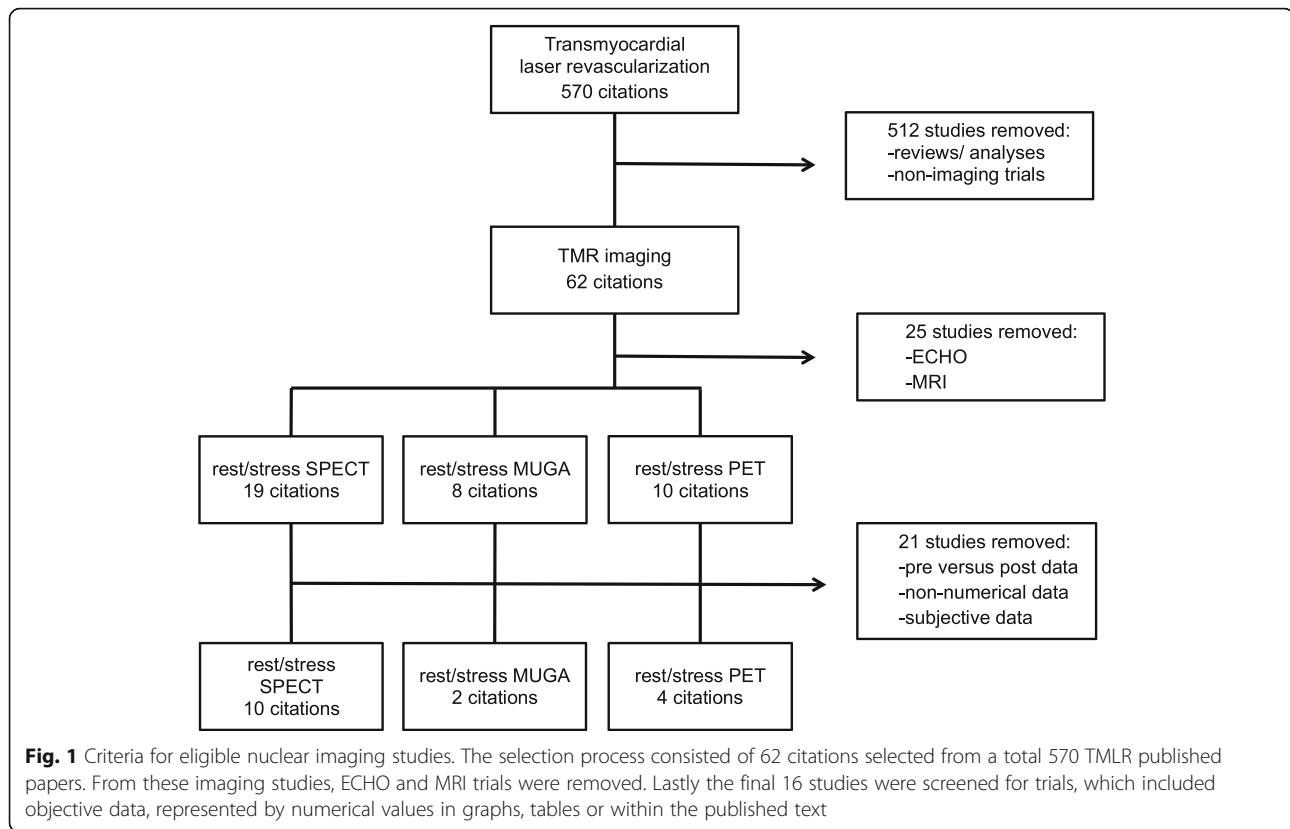 Transmyocardial
laser revascularization
570 citations
512 studies removed:
-reviews/ analyses
-non-imaging trials
TMR imaging
62 citations
25 studies removed:
-ECHO
-MRI
rest/stress SPECT
19 citations
rest/stress MUGA
8 citations
rest/stress PET
10 citations
21 studies removed:
-pre versus post data
-non-numerical data
-subjective data
rest/stress
SPECT
10 citations
rest/stress MUGA
2 citations
rest/stress PET
4 citations
Fig. 1 Criteria for eligible nuclear imaging studies. The selection process consisted of 62 citations selected from a total 570 TMLR published
papers. From these imaging studies, ECHO and MRI trials were removed. Lastly the final 16 studies were screened for trials, which included
objective data, represented by numerical values in graphs, tables or within the published text